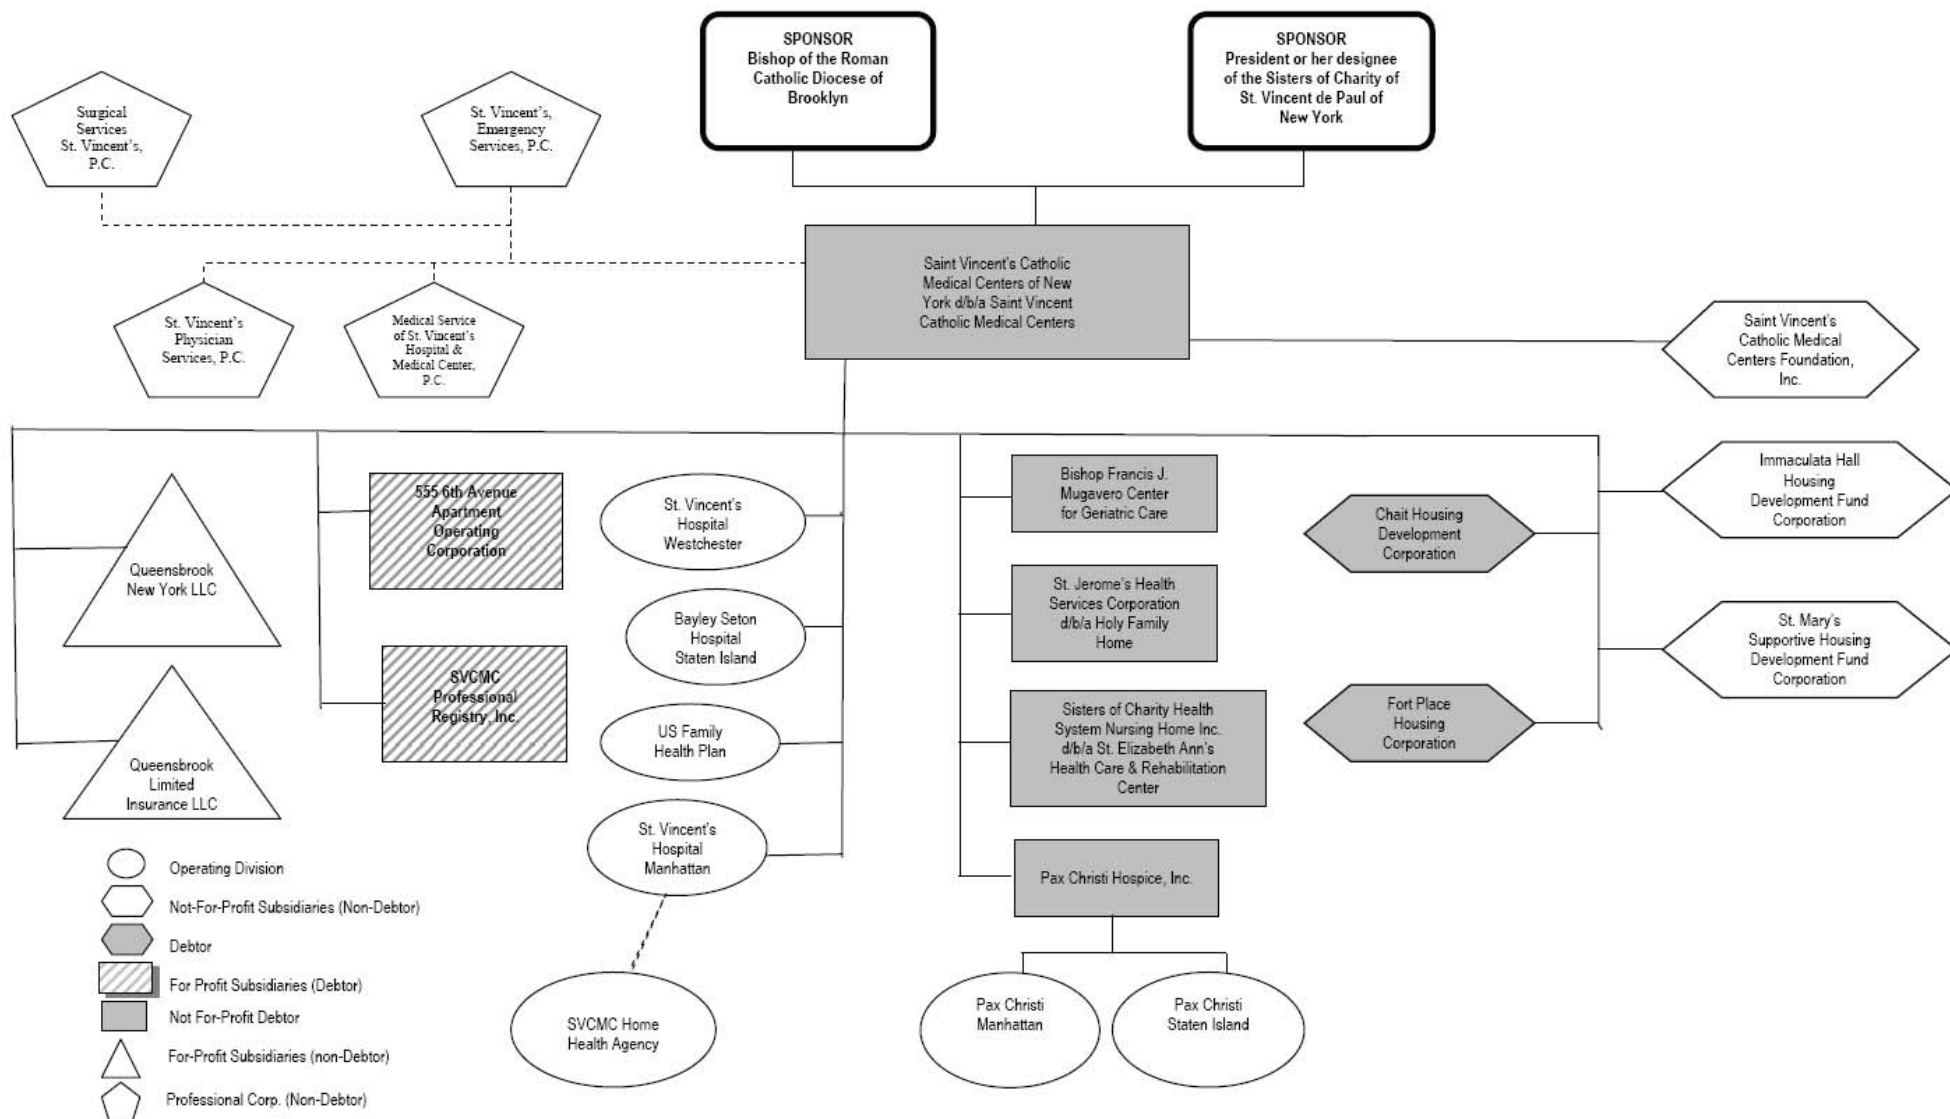 SPONSOR
Bishop of the Roman
Catholic Diocese of
Brooklyn
SPONSOR
President or her designee
of the Sisters of Charity of
St. Vincent de Paul of
New York
Surgical
Services
St. Vincent's,
P.C.
St. Vincent's,
Emergency
Services, P.C.
Saint Vincent's Catholic
Medical Centers of New
York d/b/a Saint Vincent
Catholic Medical Centers
St. Vincent's
Physician
Services, P.C.
Medical Service
of St. Vincent's
Hospital &
Medical Center,
P.C.
Saint Vincent's
Catholic Medical
Centers Foundation,
Inc.
Queensbrook
New York LLC
Queensbrook
Limited
Insurance LLC
555 6th Avenue
Apartment
Operating
Corporation
SVCMC
Professional
Registry, Inc.
St. Vincent's
Hospital
Westchester
Bayley Seton
Hospital
Staten Island
US Family
Health Plan
St. Vincent's
Hospital
Manhattan
SVCMC Home
Health Agency
Bishop Francis J.
Mugavero Center
for Geriatric Care
St. Jerome's Health
Services Corporation
d/b/a Holy Family
Home
Sisters of Charity Health
System Nursing Home Inc.
d/b/a St. Elizabeth Ann's
Health Care & Rehabilitation
Center
Pax Christi Hospice, Inc.
Pax Christi
Manhattan
Pax Christi
Staten Island
Chait Housing
Development
Corporation
Fort Place
Housing
Corporation
Immaculata Hall
Housing
Development Fund
Corporation
St. Mary's
Supportive Housing
Development Fund
Corporation
Operating Division
Not-For-Profit Subsidiaries (Non-Debtor)
Debtor
For Profit Subsidiaries (Debtor)
Not For-Profit Debtor
For-Profit Subsidiaries (non-Debtor)
Professional Corp. (Non-Debtor)